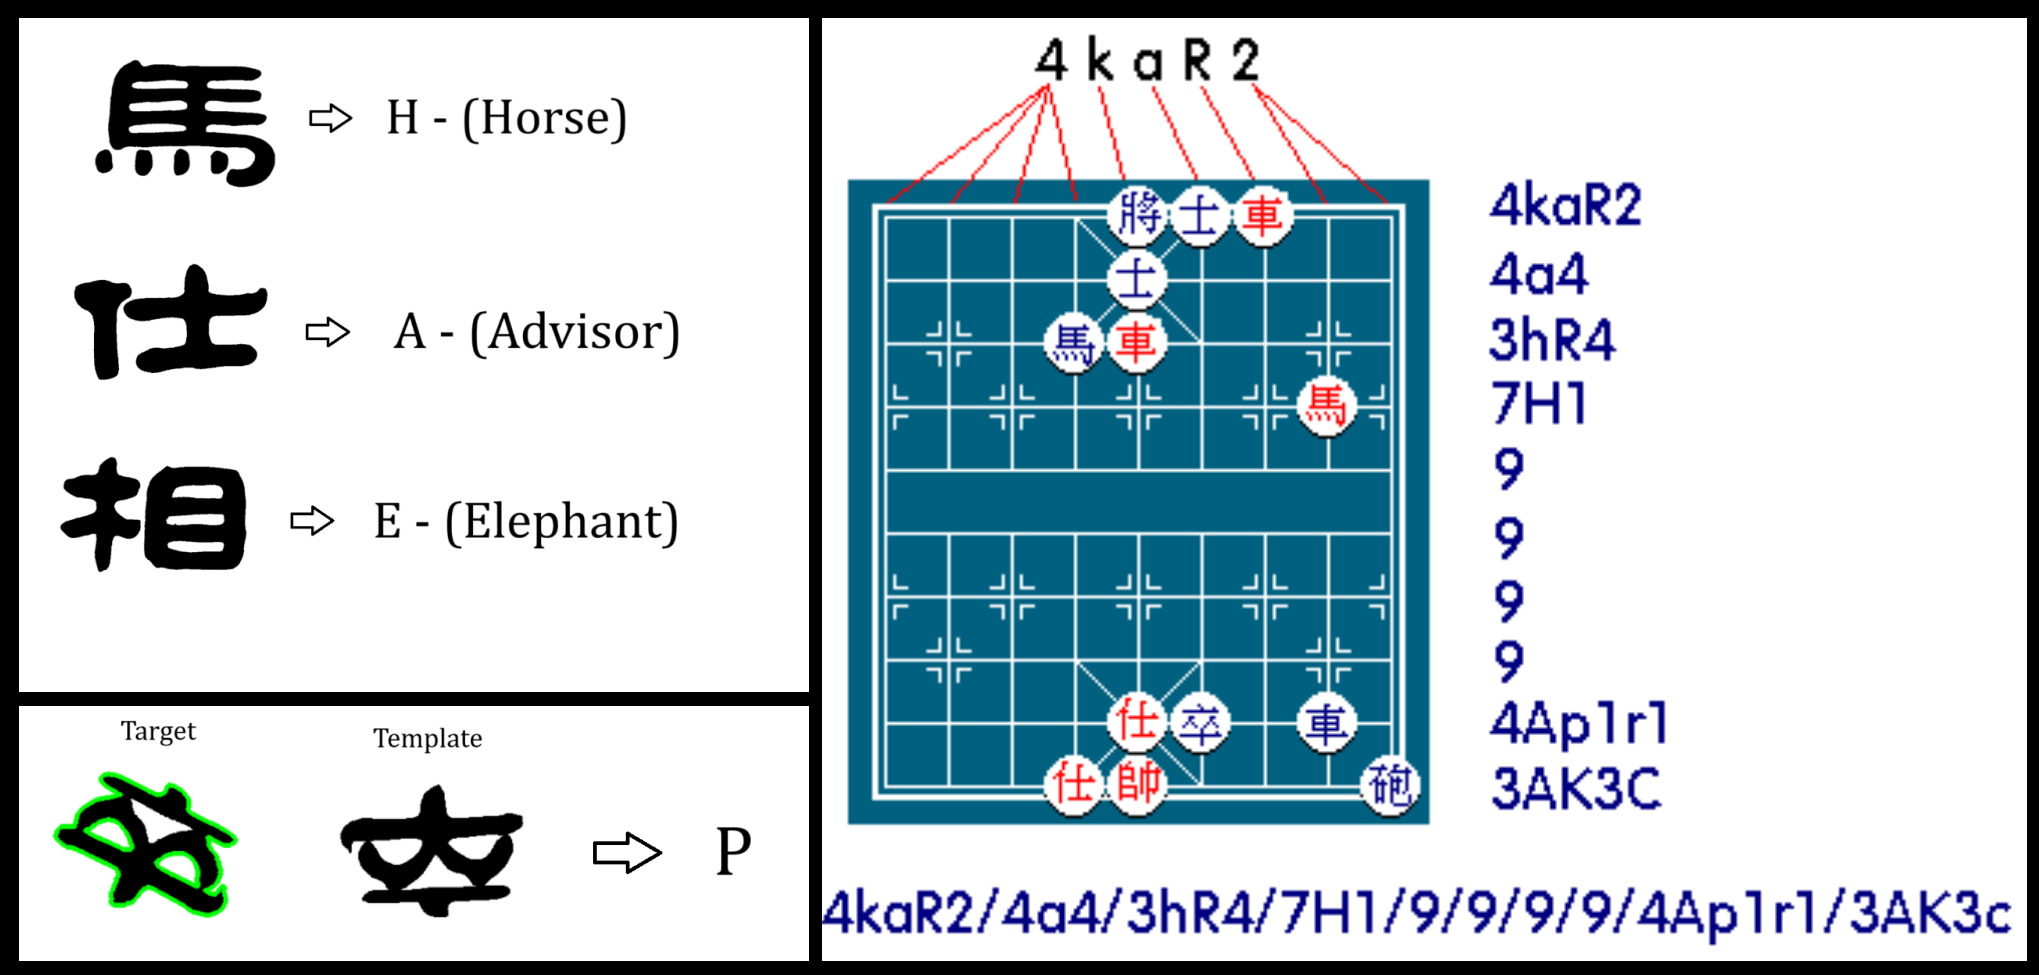 馬 ⇨ H - (Horse)
仕 ⇨ A - (Advisor)
相 ⇨ E - (Elephant)
Target
Template
卒 卒 ⇨ P
4 k a R 2
將 士 車
士
馬 車
馬
仕 卒 車
仕 帥 砲
4kaR2
4a4
3hR4
7H1
9
9
9
9
4Ap1r1
3AK3C
4kaR2/4a4/3hR4/7H1/9/9/9/9/4Ap1r1/3AK3c